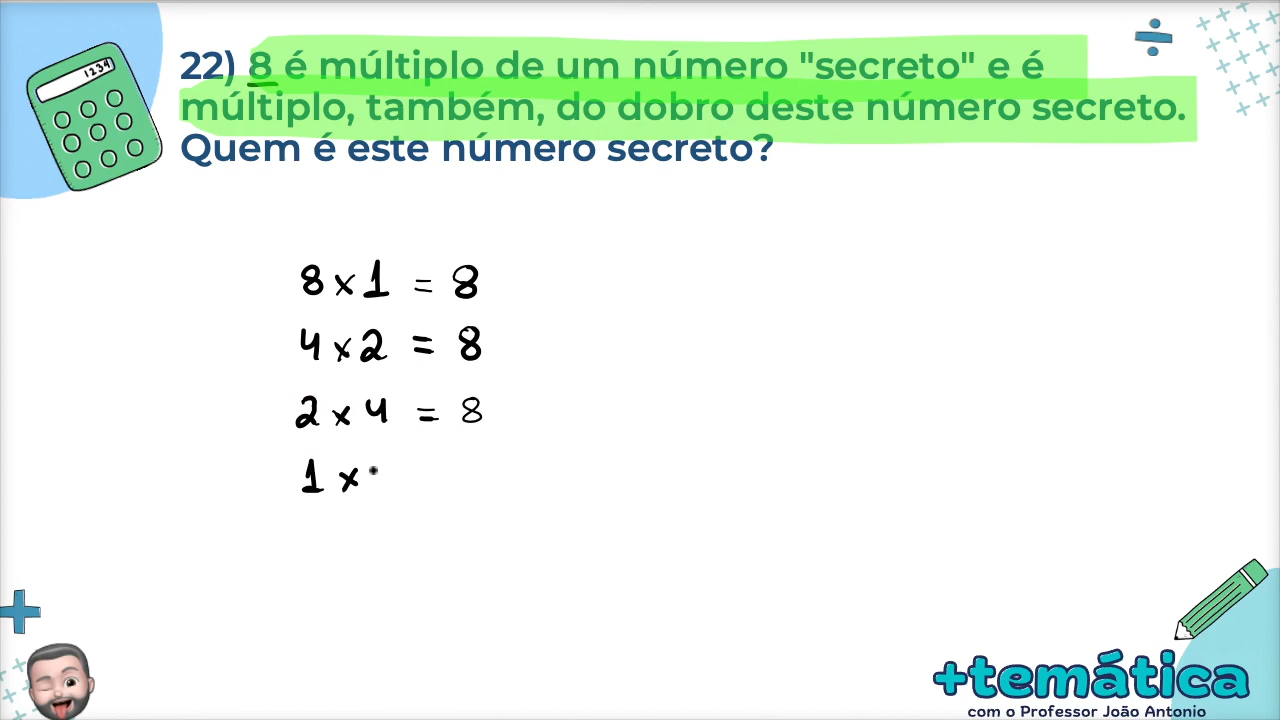 1234
22) 8 é múltiplo de um número "secreto" e é
múltiplo, também, do dobro deste número secreto.
Quem é este número secreto?
8 x 1 = 8
4 x 2 = 8
2 x 4 = 8
1 x
+temática
com o Professor João Antonio